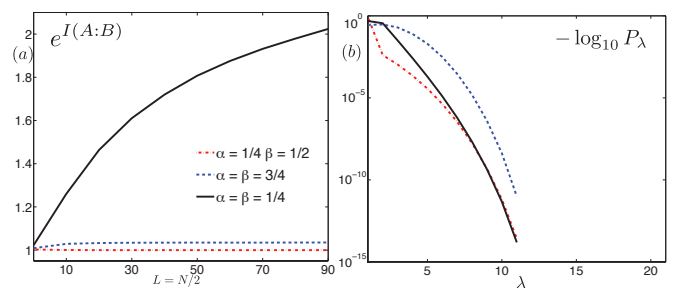 (a)
e^{I(A:B)}
2
1.8
1.6
1.4
1.2
1
α = 1/4 β = 1/2
α = β = 3/4
α = β = 1/4
10 30 50 70 90
L = N/2
(b)
− log₁₀ P_λ
10^0
10^−5
10^−10
10^−15
5 10 15 20
λ